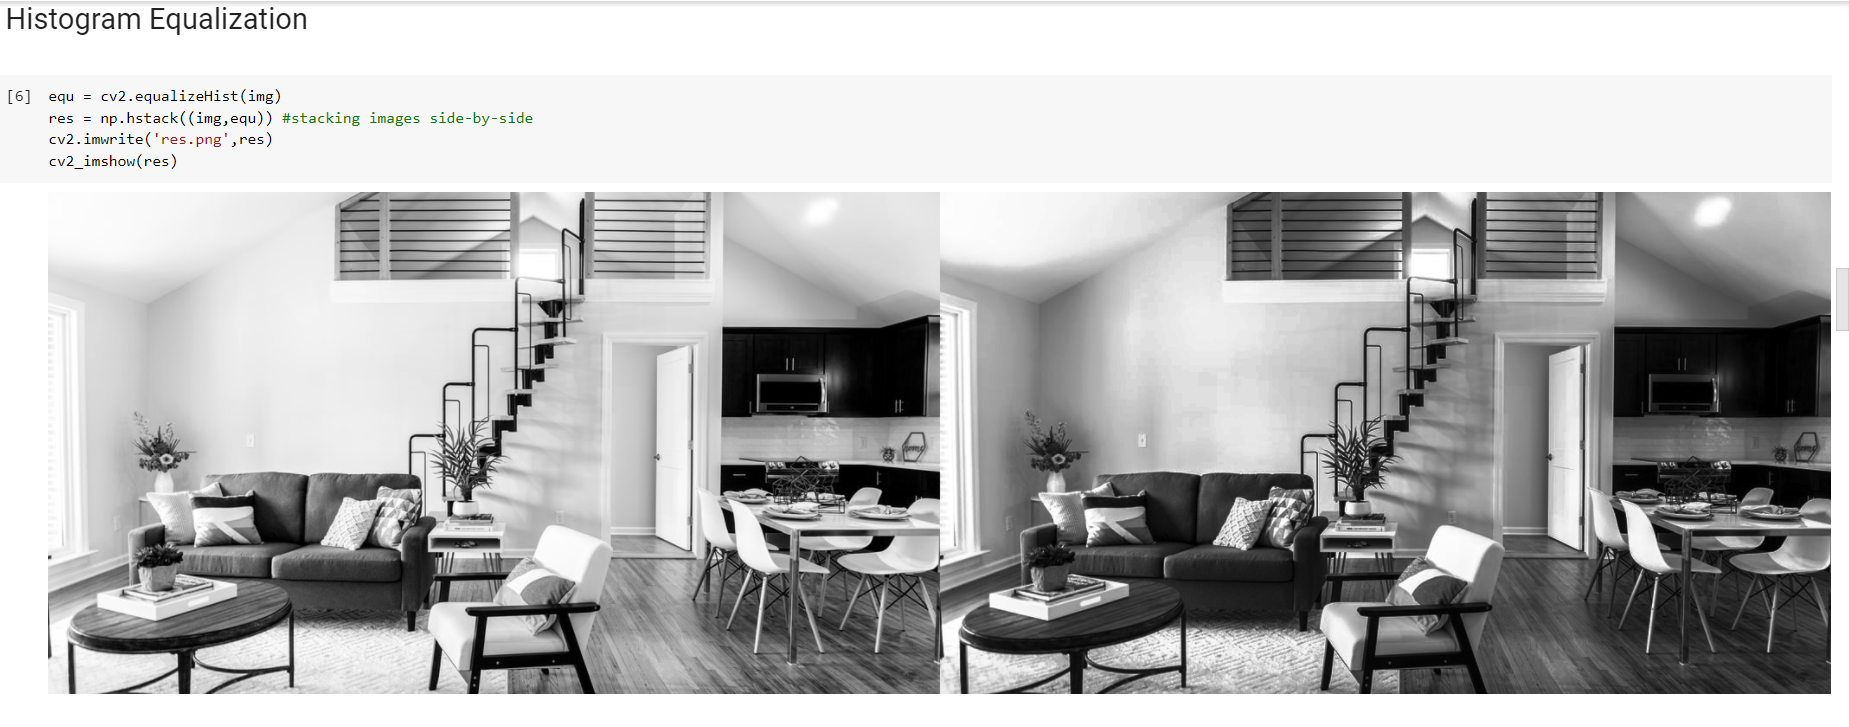 Histogram Equalization
[6] equ = cv2.equalizeHist(img)
res = np.hstack((img,equ)) #stacking images side-by-side
cv2.imwrite('res.png',res)
cv2_imshow(res)